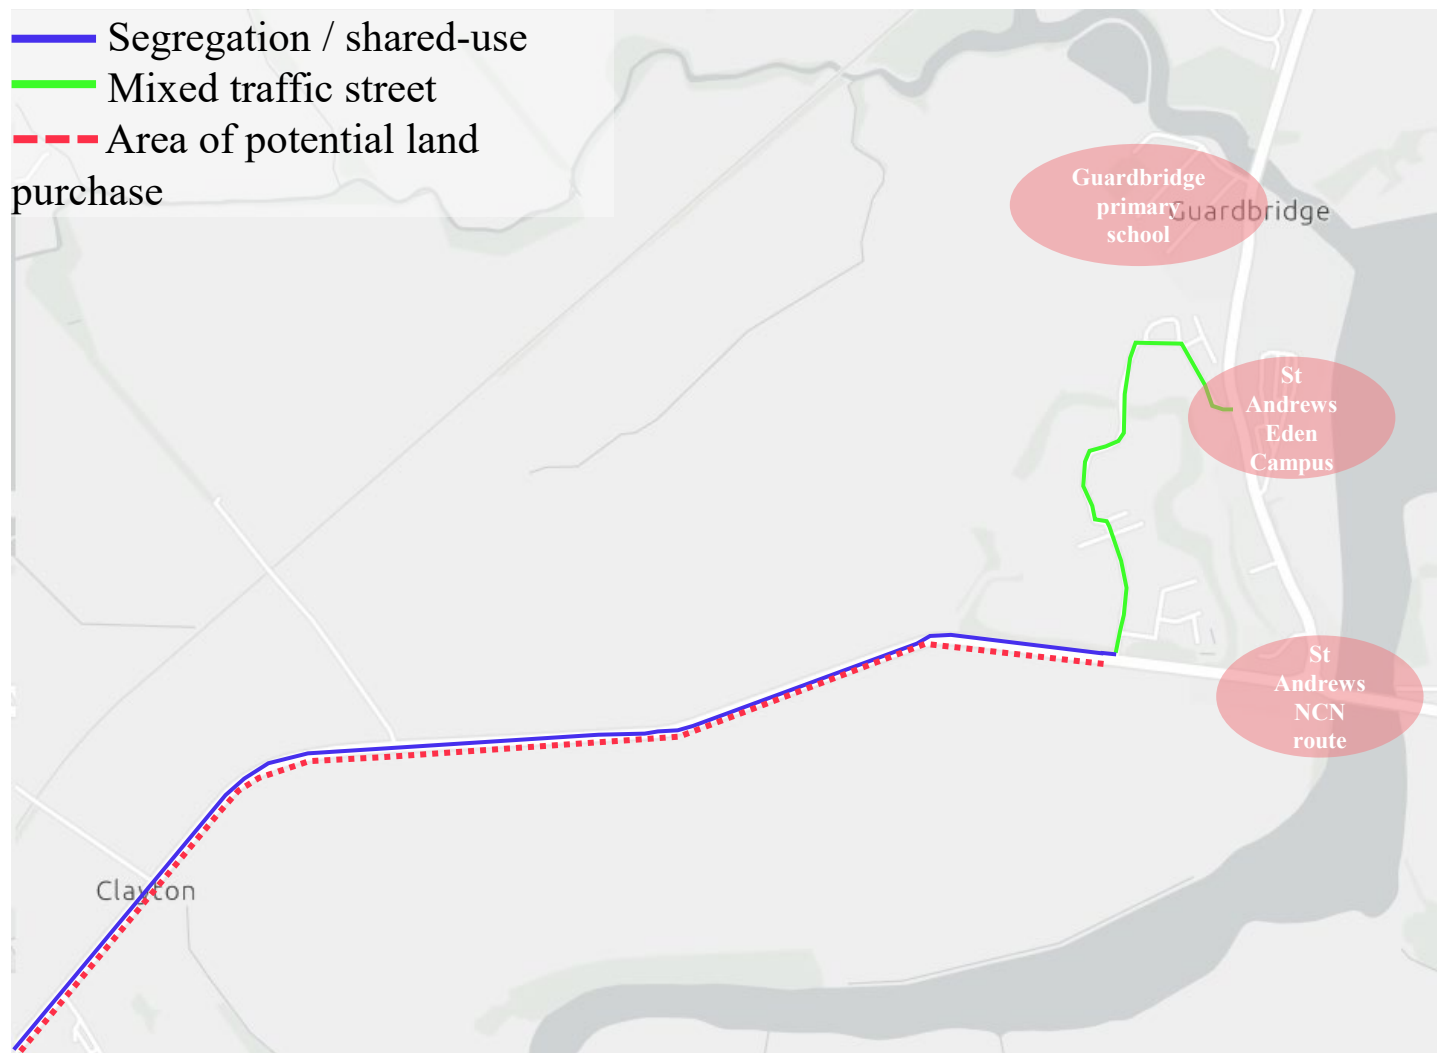 Segregation / shared-use
Mixed traffic street
Area of potential land
purchase
Guardbridge
primary
school
Guardbridge
St
Andrews
Eden
Campus
St
Andrews
NCN
route
Clayton